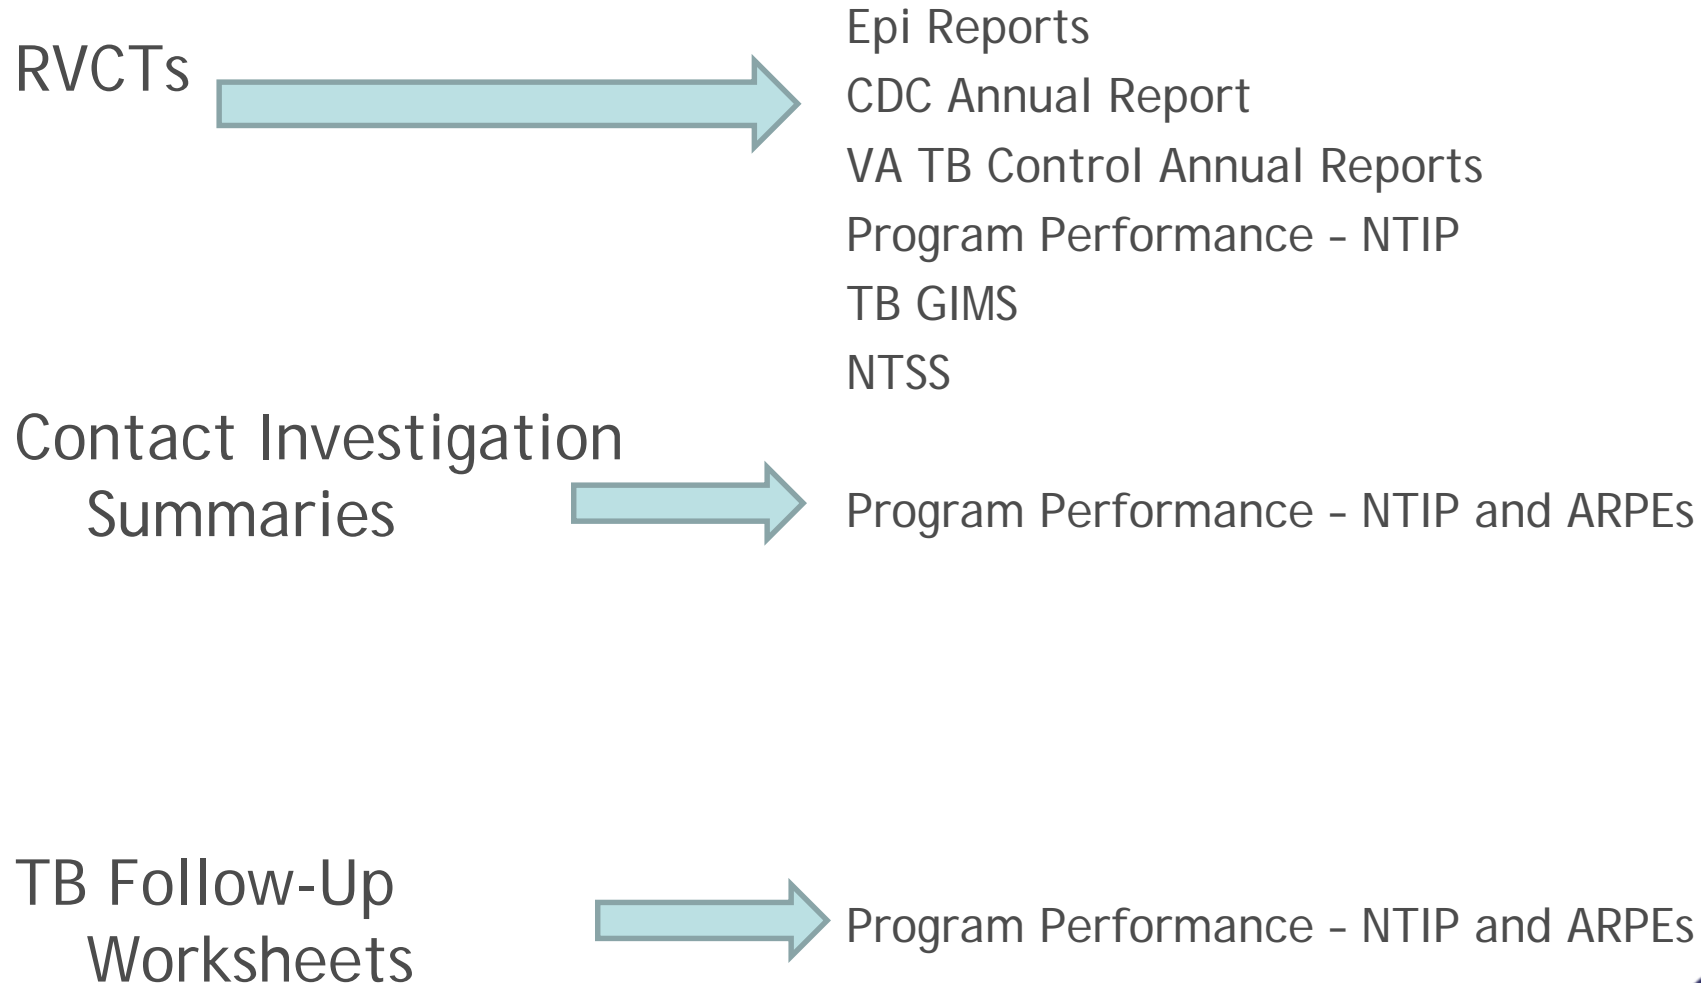 RVCTs
Epi Reports
CDC Annual Report
VA TB Control Annual Reports
Program Performance – NTIP
TB GIMS
NTSS
Contact Investigation
Summaries
Program Performance – NTIP and ARPEs
TB Follow-Up
Worksheets
Program Performance – NTIP and ARPEs